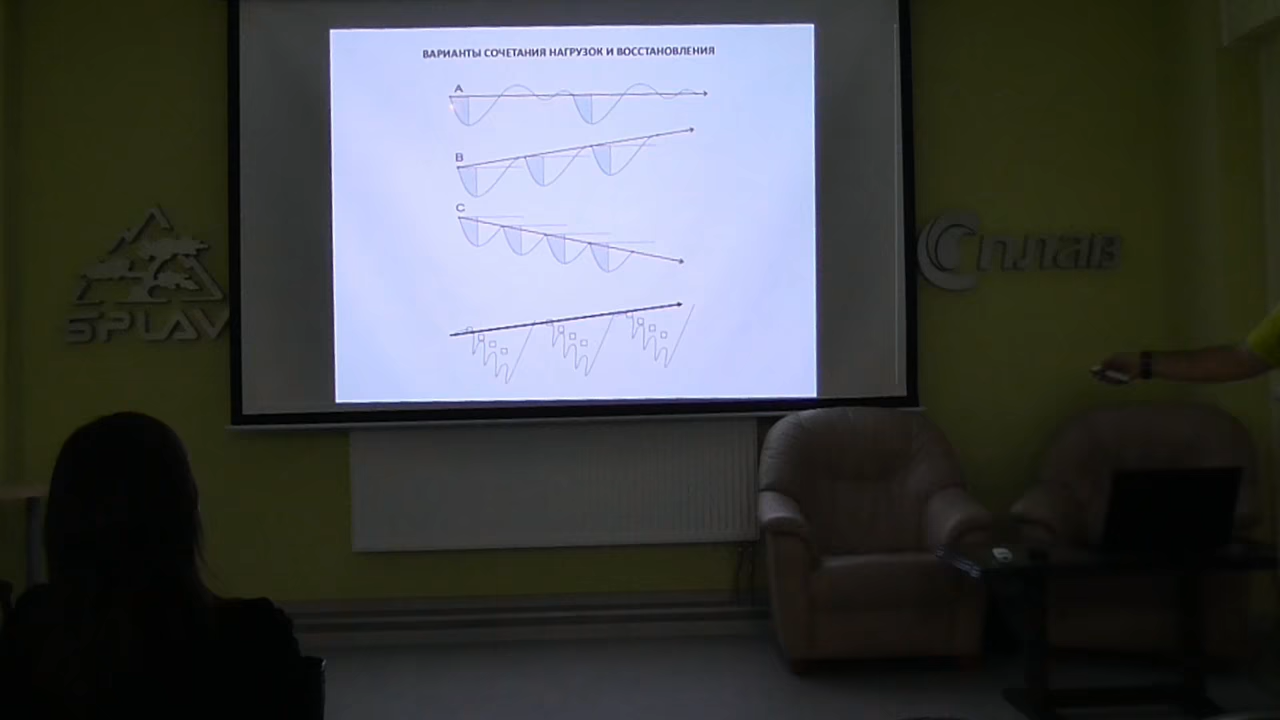 ВАРИАНТЫ СОЧЕТАНИЯ НАГРУЗОК И ВОССТАНОВЛЕНИЯ
A
B
C
SPLAV
Сплав